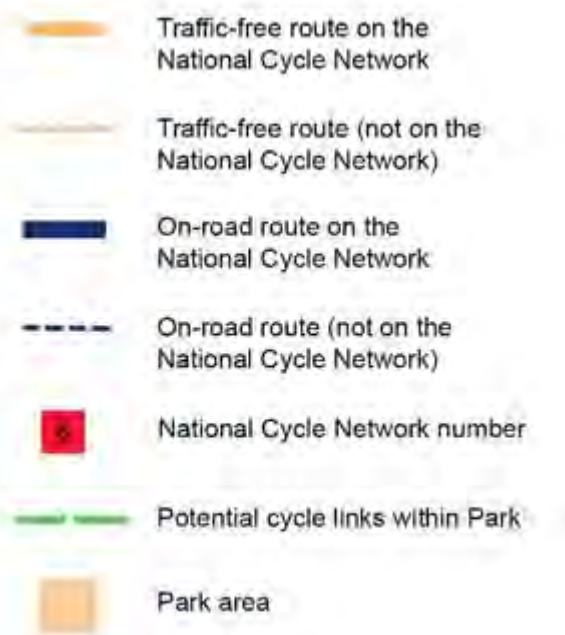 Traffic-free route on the
National Cycle Network
Traffic-free route (not on the
National Cycle Network)
On-road route on the
National Cycle Network
On-road route (not on the
National Cycle Network)
National Cycle Network number
Potential cycle links within Park
Park area